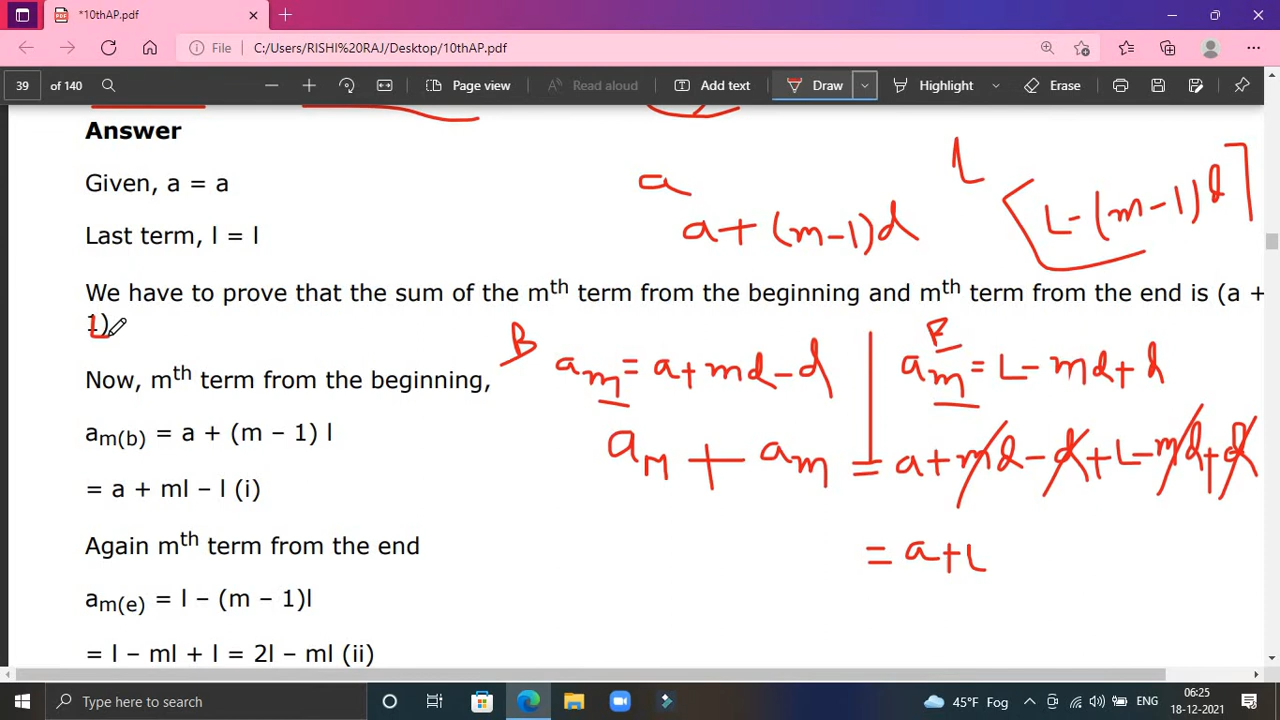 *10thAP.pdf
File C:/Users/RISHI%20RAJ/Desktop/10thAP.pdf
39 of 140 Page view Read aloud Add text Draw Highlight Erase
Answer
Given, a = a
Last term, l = l
a
a + (m-1)d
L
L-(m-1)d
We have to prove that the sum of the mth term from the beginning and mth term from the end is (a +
L)
B am = a+md-d
E am = L-md+d
Now, mth term from the beginning,
am(b) = a + (m − 1) l
am + am = a+md-d+L-md+d
= a + ml − l (i)
Again mth term from the end
= a+L
am(e) = l − (m − 1)l
= l − ml + l = 2l − ml (ii)
Type here to search
45°F Fog ENG 06:25 18-12-2021 1